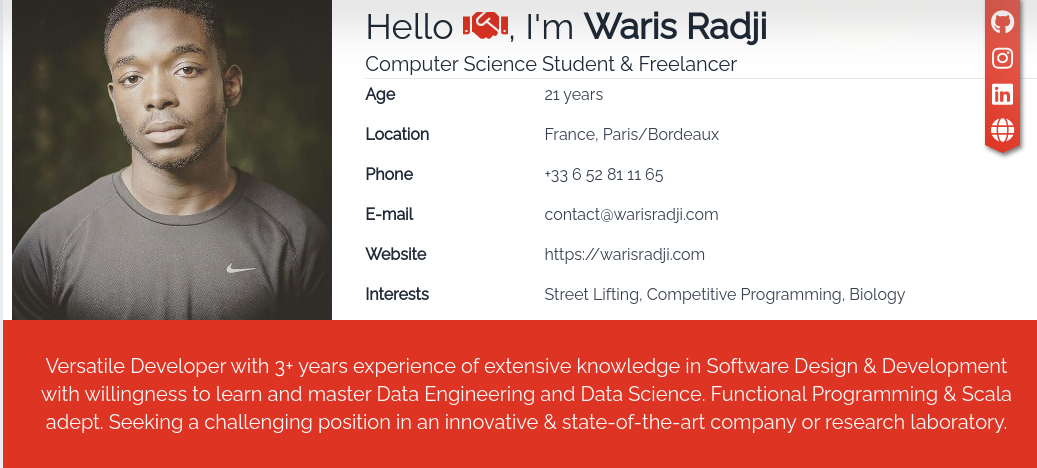 Hello , I'm Waris Radji
Computer Science Student & Freelancer
Age 21 years
Location France, Paris/Bordeaux
Phone +33 6 52 81 11 65
E-mail contact@warisradji.com
Website https://warisradji.com
Interests Street Lifting, Competitive Programming, Biology
Versatile Developer with 3+ years experience of extensive knowledge in Software Design & Development
with willingness to learn and master Data Engineering and Data Science. Functional Programming & Scala
adept. Seeking a challenging position in an innovative & state-of-the-art company or research laboratory.